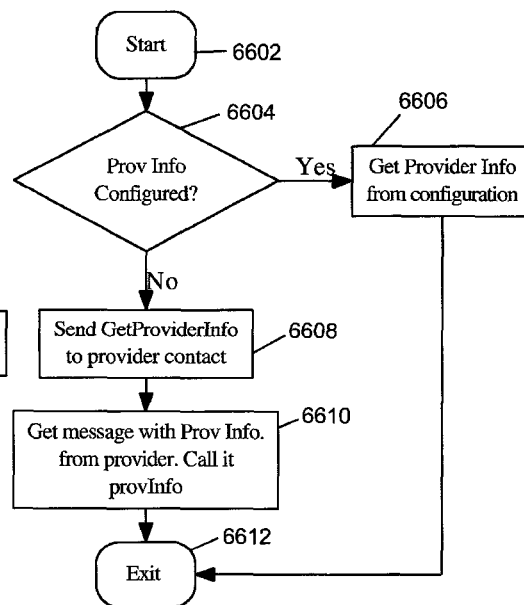 Start
6602
6604
Prov Info
Configured?
Yes
6606
Get Provider Info
from configuration
No
Send GetProviderInfo
to provider contact
6608
Get message with Prov Info.
from provider. Call it
provInfo
6610
6612
Exit